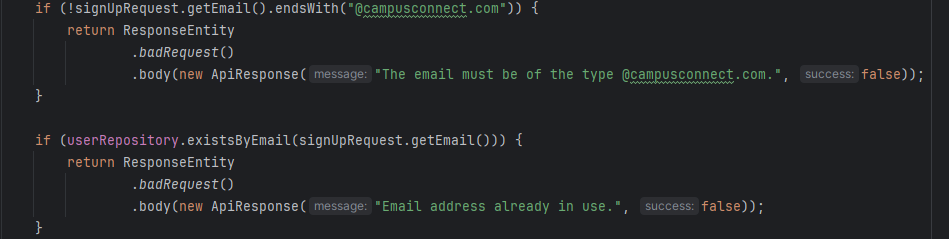 if (!signUpRequest.getEmail().endsWith("@campusconnect.com")) {
return ResponseEntity
.badRequest()
.body(new ApiResponse( message: "The email must be of the type @campusconnect.com.", success: false));
}
if (userRepository.existsByEmail(signUpRequest.getEmail())) {
return ResponseEntity
.badRequest()
.body(new ApiResponse( message: "Email address already in use.", success: false));
}